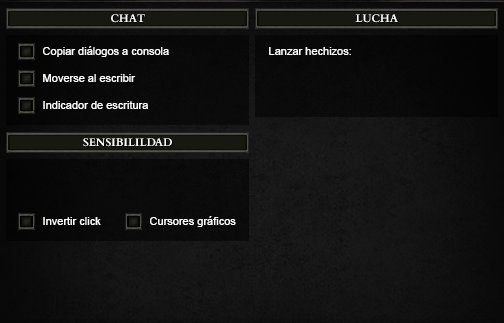 CHAT
Copiar diálogos a consola
Moverse al escribir
Indicador de escritura
SENSIBILILDAD
Invertir click
Cursores gráficos
LUCHA
Lanzar hechizos: